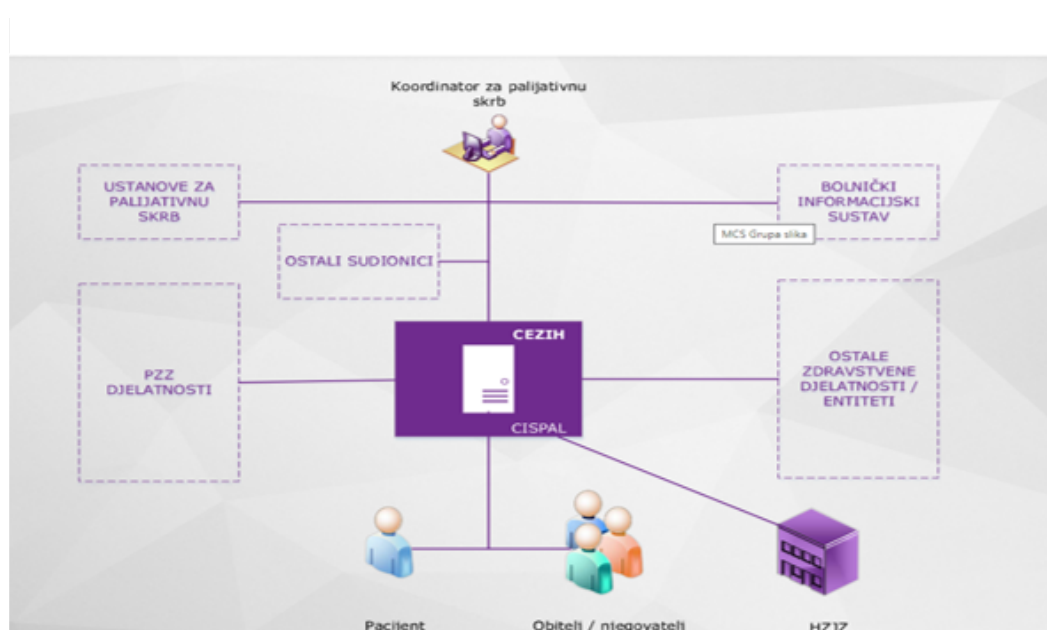 Koordinator za palijativnu
skrb
USTANOVE ZA
PALIJATIVNU
SKRB
BOLNIČKI
INFORMACIJSKI
SUSTAV
MCS Grupa slika
OSTALI SUDIONICI
CEZIH
PZZ
DJELATNOSTI
OSTALE
ZDRAVSTVENE
DJELATNOSTI /
ENTITETI
CISPAL
Pacijent
Obitelj / njegovatelj
HZJZ